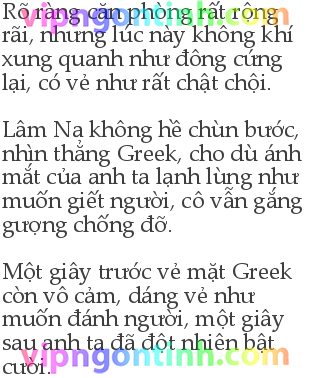 Rõ ràng căn phòng rất rộng
rãi, nhưng lúc này không khí
xung quanh như đông cứng
lại, có vẻ như rất chật chội.
Lâm Na không hề chùn bước,
nhìn thẳng Greek, cho dù ánh
mắt của anh ta lạnh lùng như
muốn giết người, cô vẫn gắng
gượng chống đỡ.
Một giây trước vẻ mặt Greek
còn vô cảm, dáng vẻ như
muốn đánh người, một giây
sau anh ta đã đột nhiên bật
cười.
vipngontinh.com
vipngontinh.com